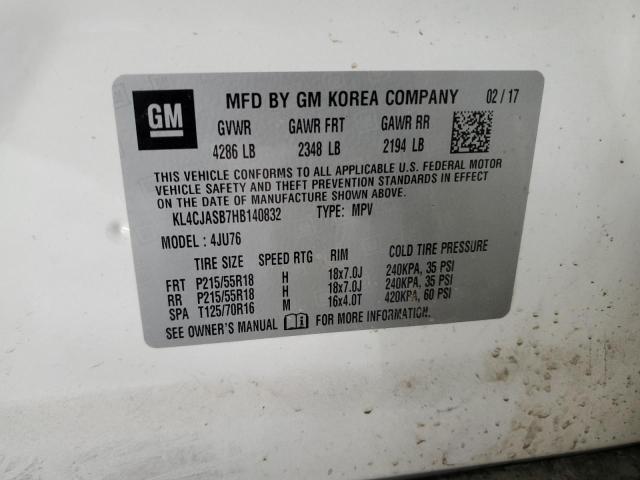 GM MFD BY GM KOREA COMPANY 02 / 17
GVWR GAWR FRT GAWR RR
4286 LB 2348 LB 2194 LB
THIS VEHICLE CONFORMS TO ALL APPLICABLE U.S. FEDERAL MOTOR
VEHICLE SAFETY AND THEFT PREVENTION STANDARDS IN EFFECT
ON THE DATE OF MANUFACTURE SHOWN ABOVE.
KL4CJASB7HB140832 TYPE: MPV
MODEL : 4JU76
TIRE SIZE SPEED RTG RIM COLD TIRE PRESSURE
FRT P215/55R18 H 18x7.0J 240KPA, 35 PSI
RR P215/55R18 H 18x7.0J 240KPA, 35 PSI
SPA T125/70R16 M 16x4.0T 420KPA, 60 PSI
SEE OWNER'S MANUAL FOR MORE INFORMATION.